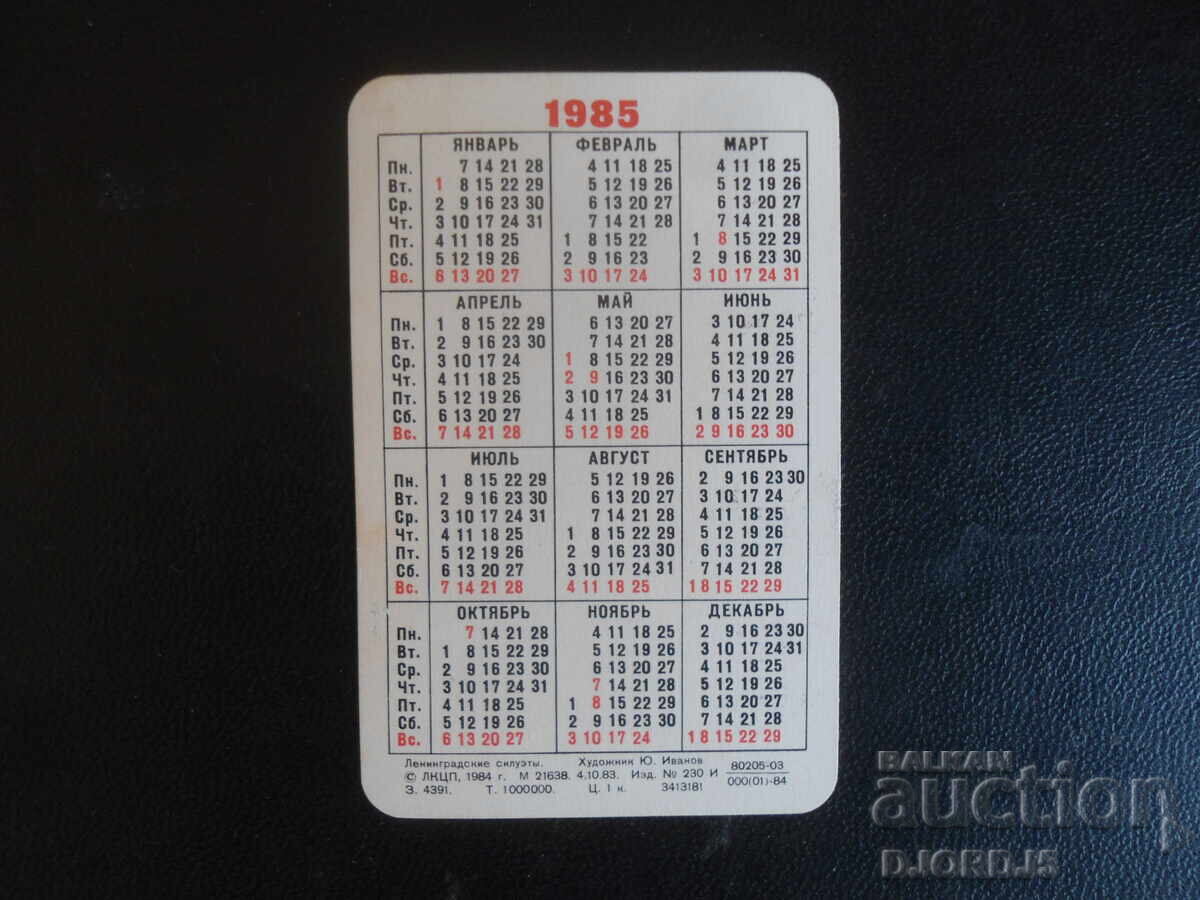 1985
ЯНВАРЬ ФЕВРАЛЬ МАРТ
Пн. 7 14 21 28 4 11 18 25 4 11 18 25
Вт. 1 8 15 22 29 5 12 19 26 5 12 19 26
Ср. 2 9 16 23 30 6 13 20 27 6 13 20 27
Чт. 3 10 17 24 31 7 14 21 28 7 14 21 28
Пт. 4 11 18 25 1 8 15 22 1 8 15 22 29
Сб. 5 12 19 26 2 9 16 23 2 9 16 23 30
Вс. 6 13 20 27 3 10 17 24 3 10 17 24 31
АПРЕЛЬ МАЙ ИЮНЬ
Пн. 1 8 15 22 29 6 13 20 27 3 10 17 24
Вт. 2 9 16 23 30 7 14 21 28 4 11 18 25
Ср. 3 10 17 24 1 8 15 22 29 5 12 19 26
Чт. 4 11 18 25 2 9 16 23 30 6 13 20 27
Пт. 5 12 19 26 3 10 17 24 31 7 14 21 28
Сб. 6 13 20 27 4 11 18 25 1 8 15 22 29
Вс. 7 14 21 28 5 12 19 26 2 9 16 23 30
ИЮЛЬ АВГУСТ СЕНТЯБРЬ
Пн. 1 8 15 22 29 5 12 19 26 2 9 16 23 30
Вт. 2 9 16 23 30 6 13 20 27 3 10 17 24
Ср. 3 10 17 24 31 7 14 21 28 4 11 18 25
Чт. 4 11 18 25 1 8 15 22 29 5 12 19 26
Пт. 5 12 19 26 2 9 16 23 30 6 13 20 27
Сб. 6 13 20 27 3 10 17 24 31 7 14 21 28
Вс. 7 14 21 28 4 11 18 25 1 8 15 22 29
ОКТЯБРЬ НОЯБРЬ ДЕКАБРЬ
Пн. 7 14 21 28 4 11 18 25 2 9 16 23 30
Вт. 1 8 15 22 29 5 12 19 26 3 10 17 24 31
Ср. 2 9 16 23 30 6 13 20 27 4 11 18 25
Чт. 3 10 17 24 31 7 14 21 28 5 12 19 26
Пт. 4 11 18 25 1 8 15 22 29 6 13 20 27
Сб. 5 12 19 26 2 9 16 23 30 7 14 21 28
Вс. 6 13 20 27 3 10 17 24 1 8 15 22 29
Ленинградские силуэты. Художник Ю. Иванов 80205-03
© ЛКЦП, 1984 г. М 21638. 4.10.83. Изд. № 230 И 000(01)-84
З. 4391. Т. 1000000. Ц. 1 к. 3413181
BALKAN
auction
DJORDJ5